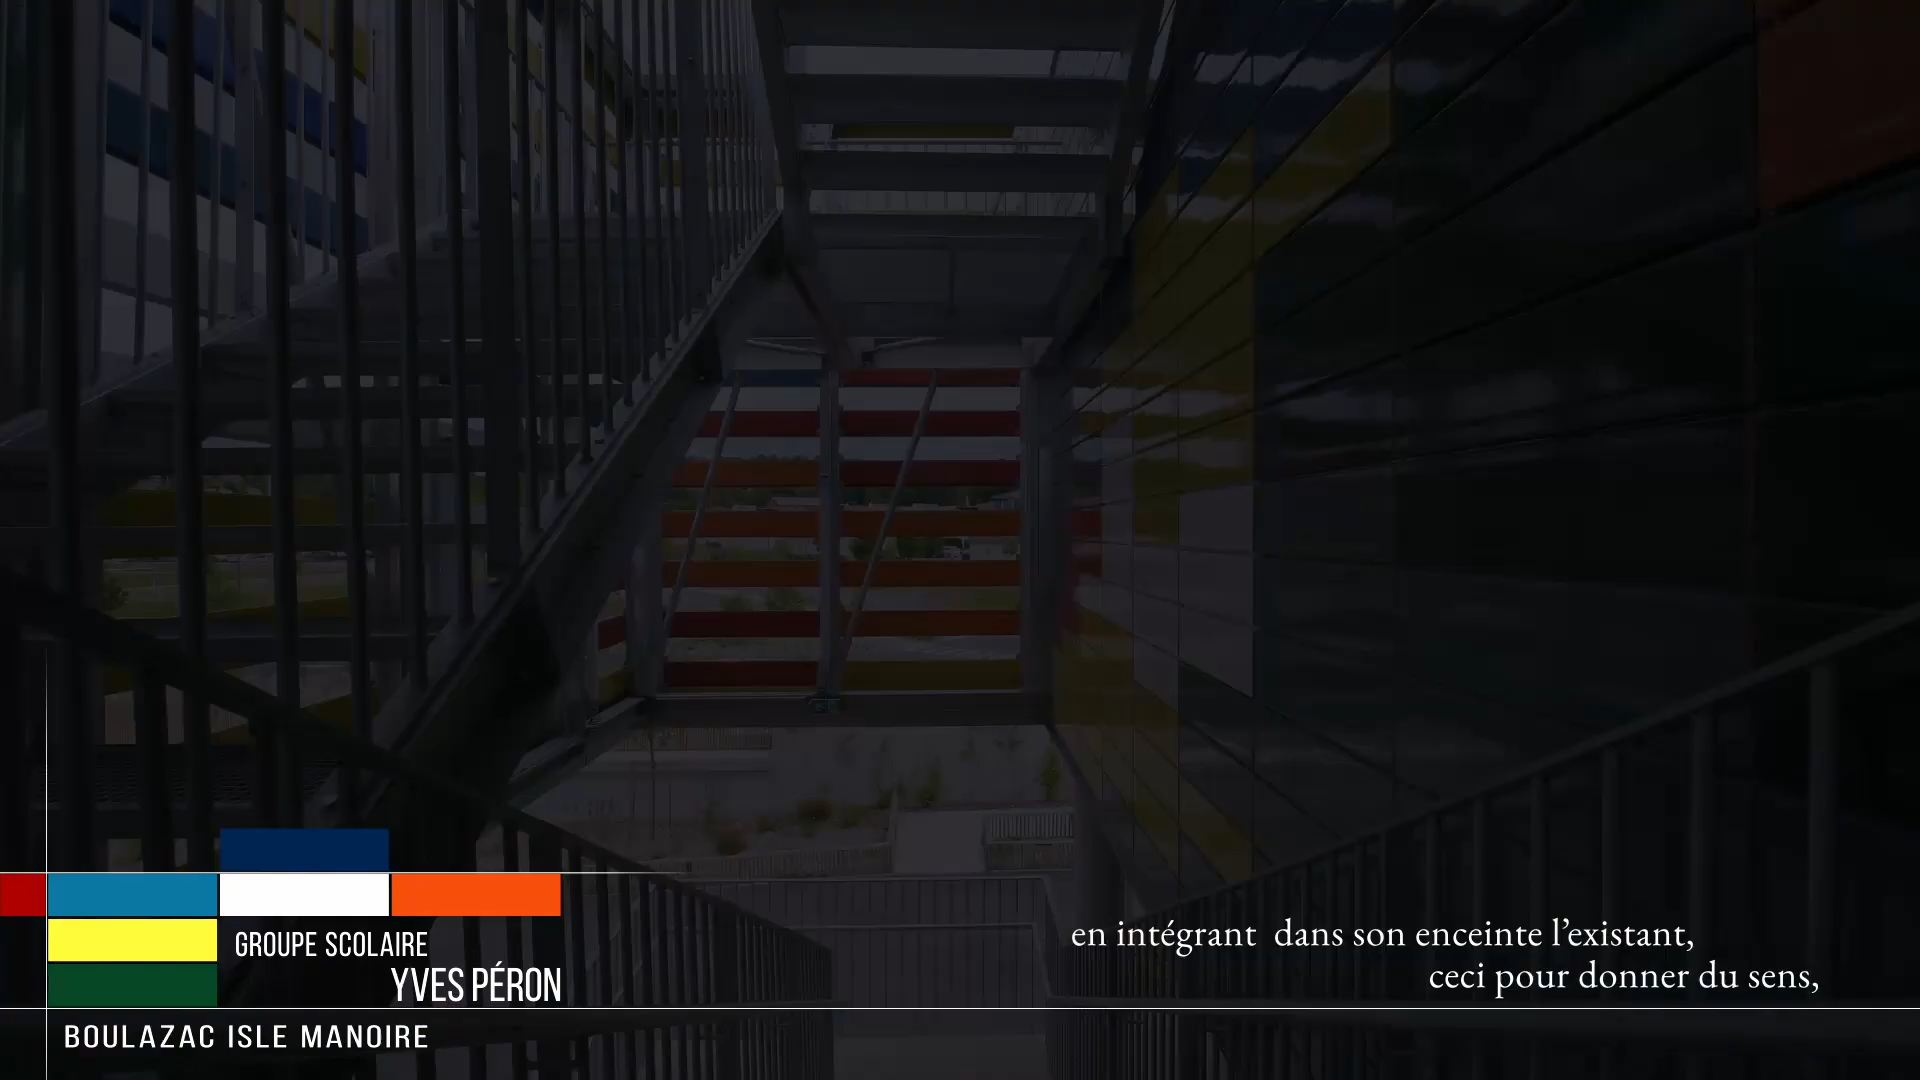 GROUPE SCOLAIRE
YVES PÉRON
BOULAZAC ISLE MANOIRE
en intégrant  dans son enceinte l’existant,
ceci pour donner du sens,